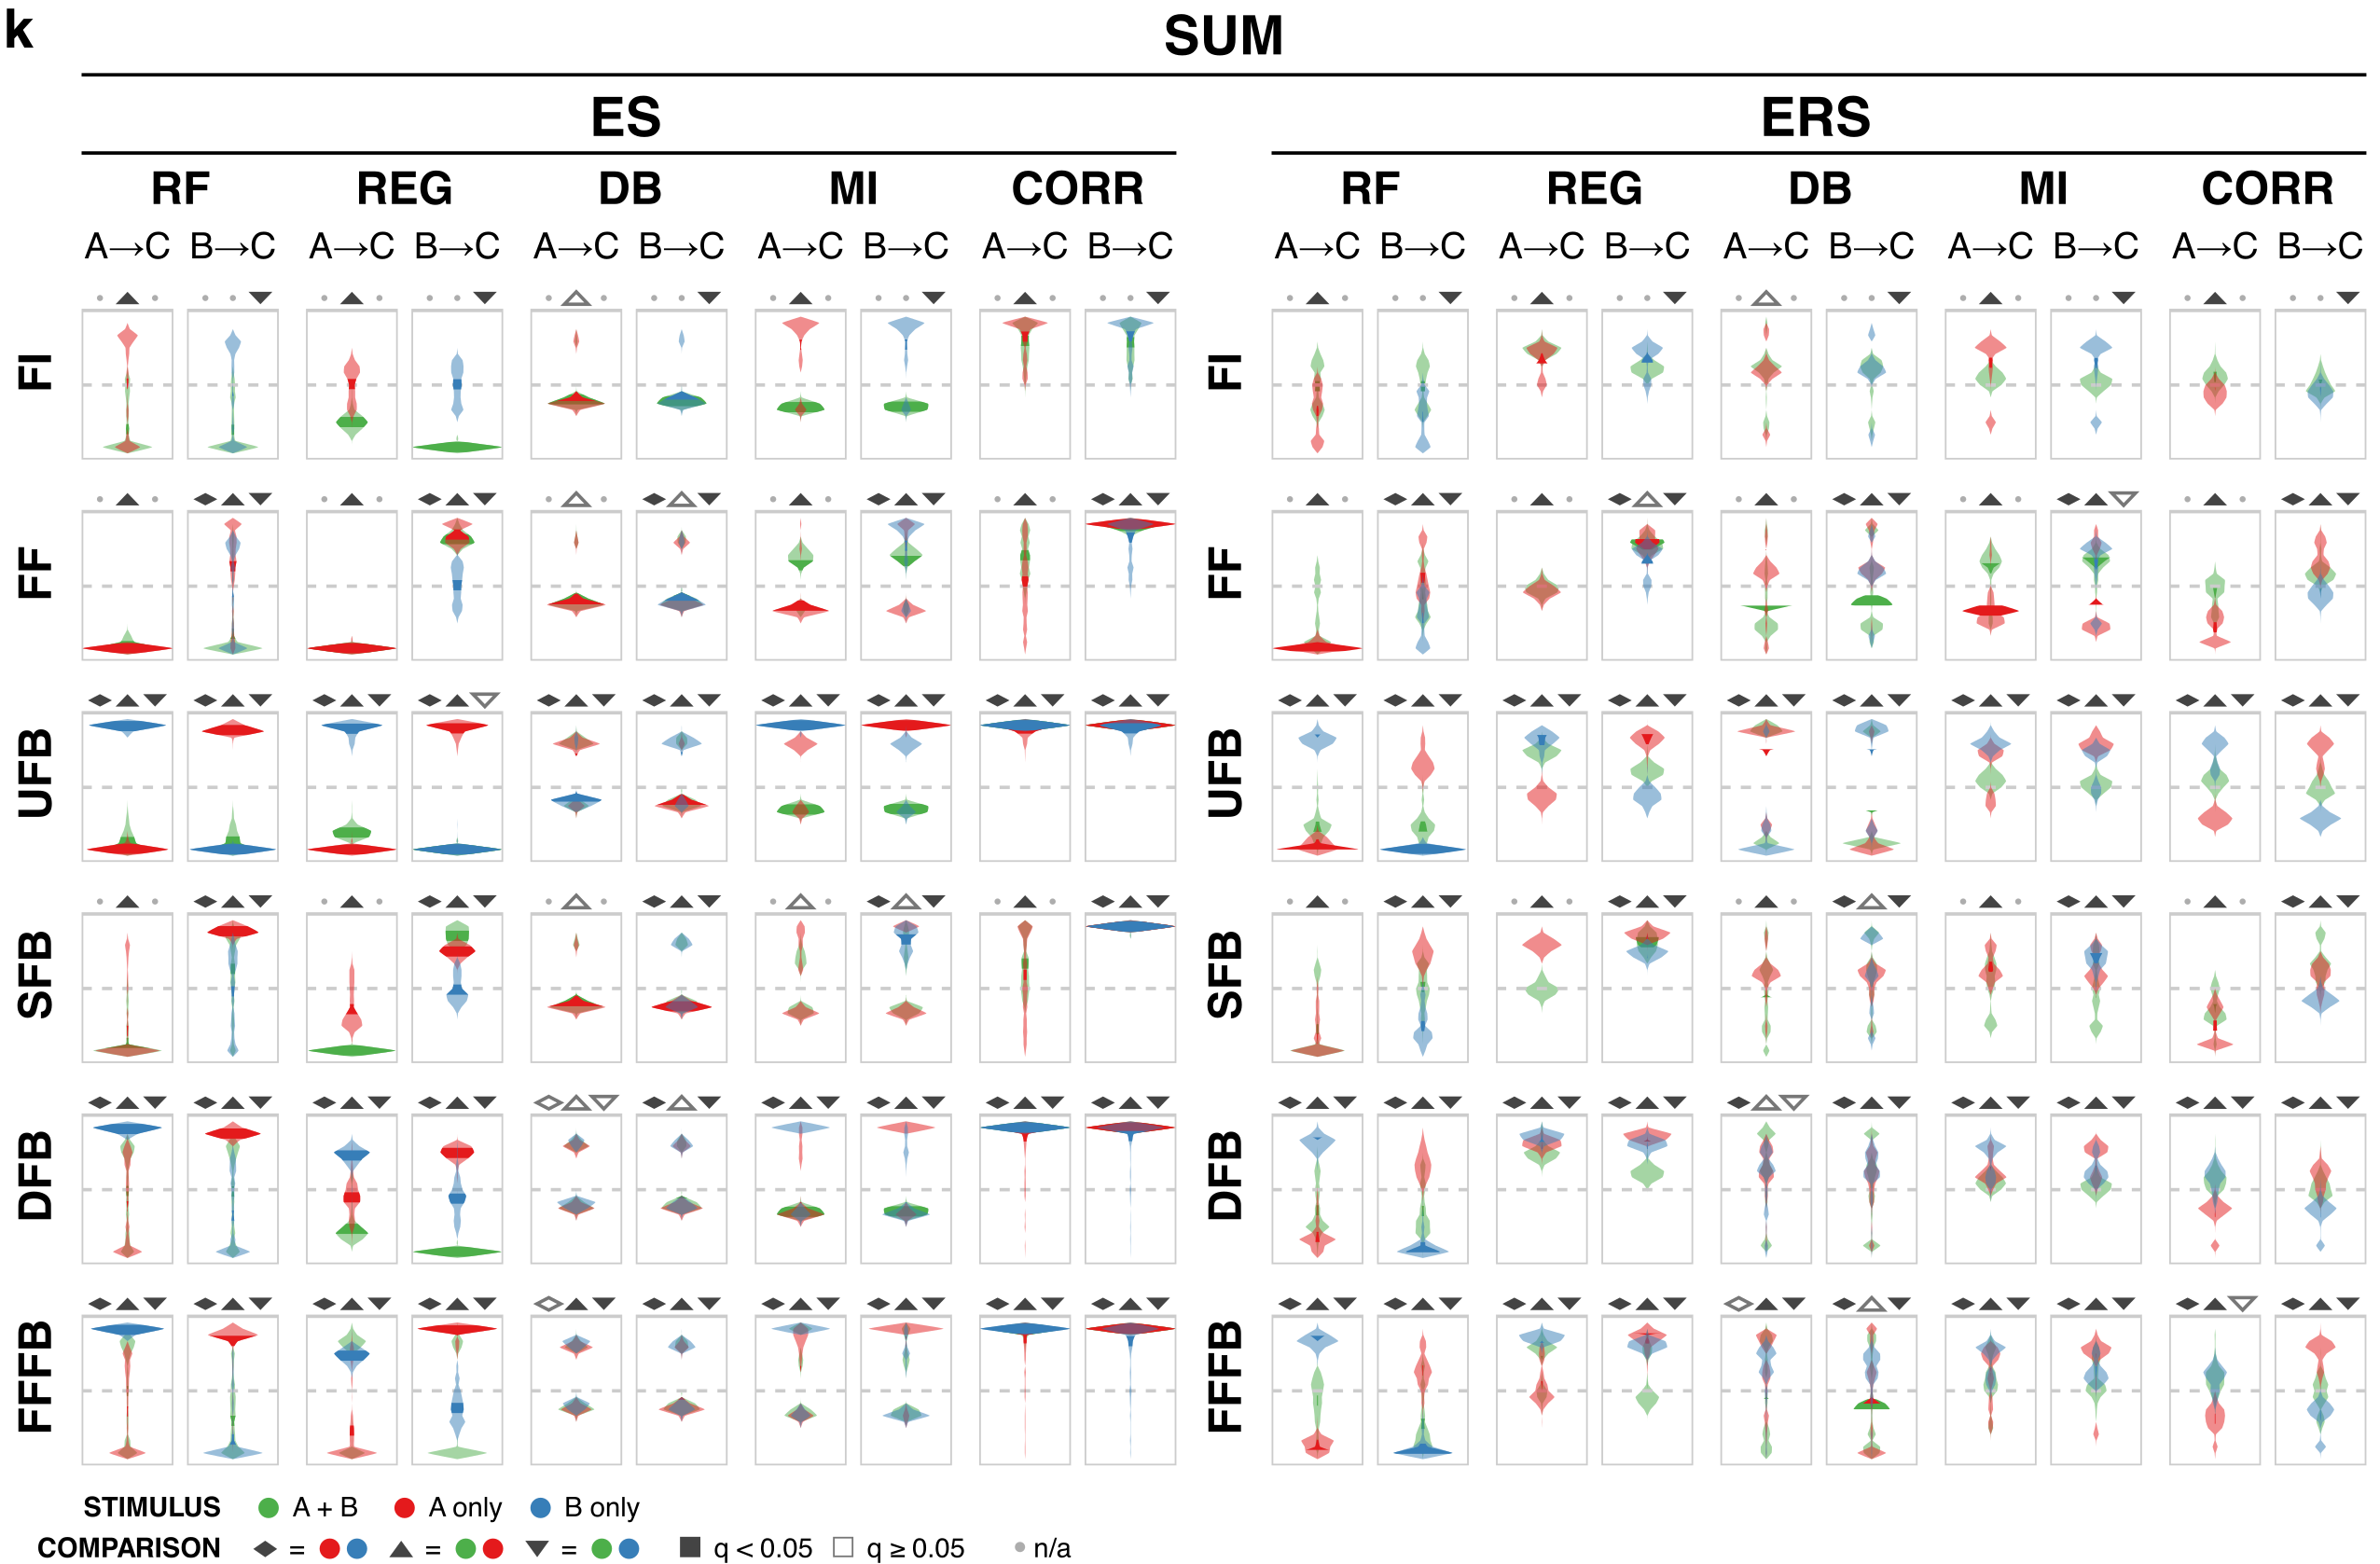 k
SUM
ES ERS
RF REG DB MI CORR RF REG DB MI CORR
A→C B→C A→C B→C A→C B→C A→C B→C A→C B→C A→C B→C A→C B→C A→C B→C A→C B→C A→C B→C
FI FI
FF FF
UFB UFB
SFB SFB
DFB DFB
FFFB FFFB
STIMULUS A + B A only B only
COMPARISON = = = q < 0.05 q ≥ 0.05 n/a